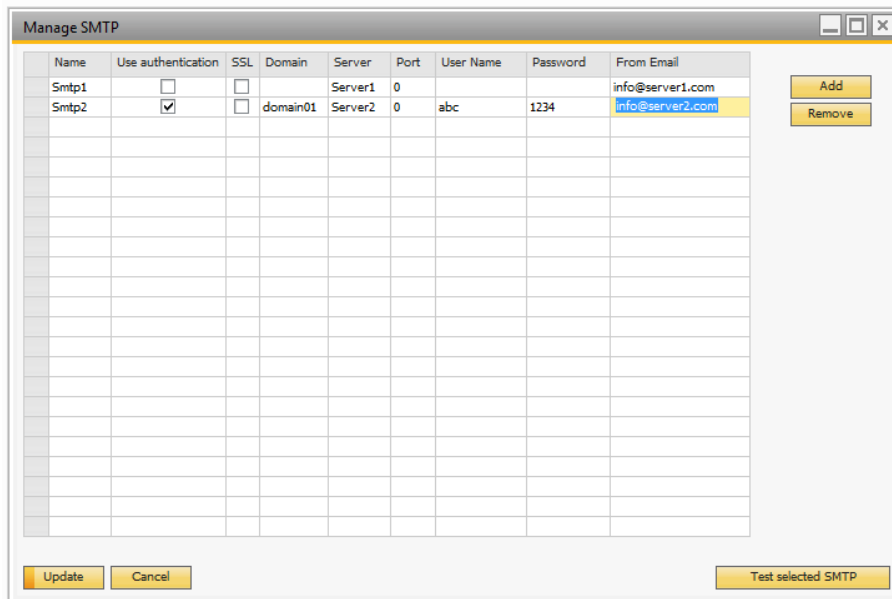 Manage SMTP
Name Use authentication SSL Domain Server Port User Name Password From Email
Smtp1 Server1 0 info@server1.com
Smtp2 domain01 Server2 0 abc 1234 info@server2.com
Add
Remove
Update Cancel Test selected SMTP